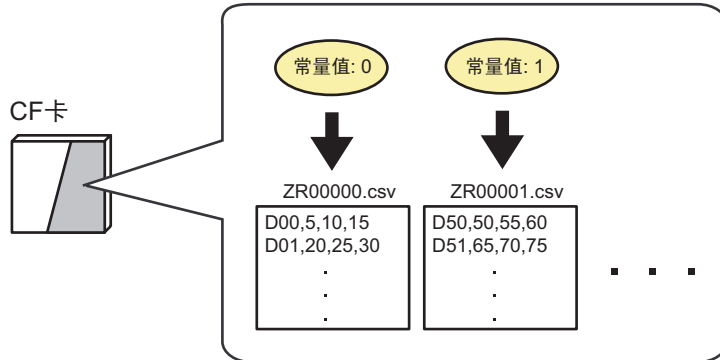 常量值: 0
常量值: 1
CF卡
ZR00000.csv
ZR00001.csv
D00,5,10,15
D01,20,25,30
D50,50,55,60
D51,65,70,75